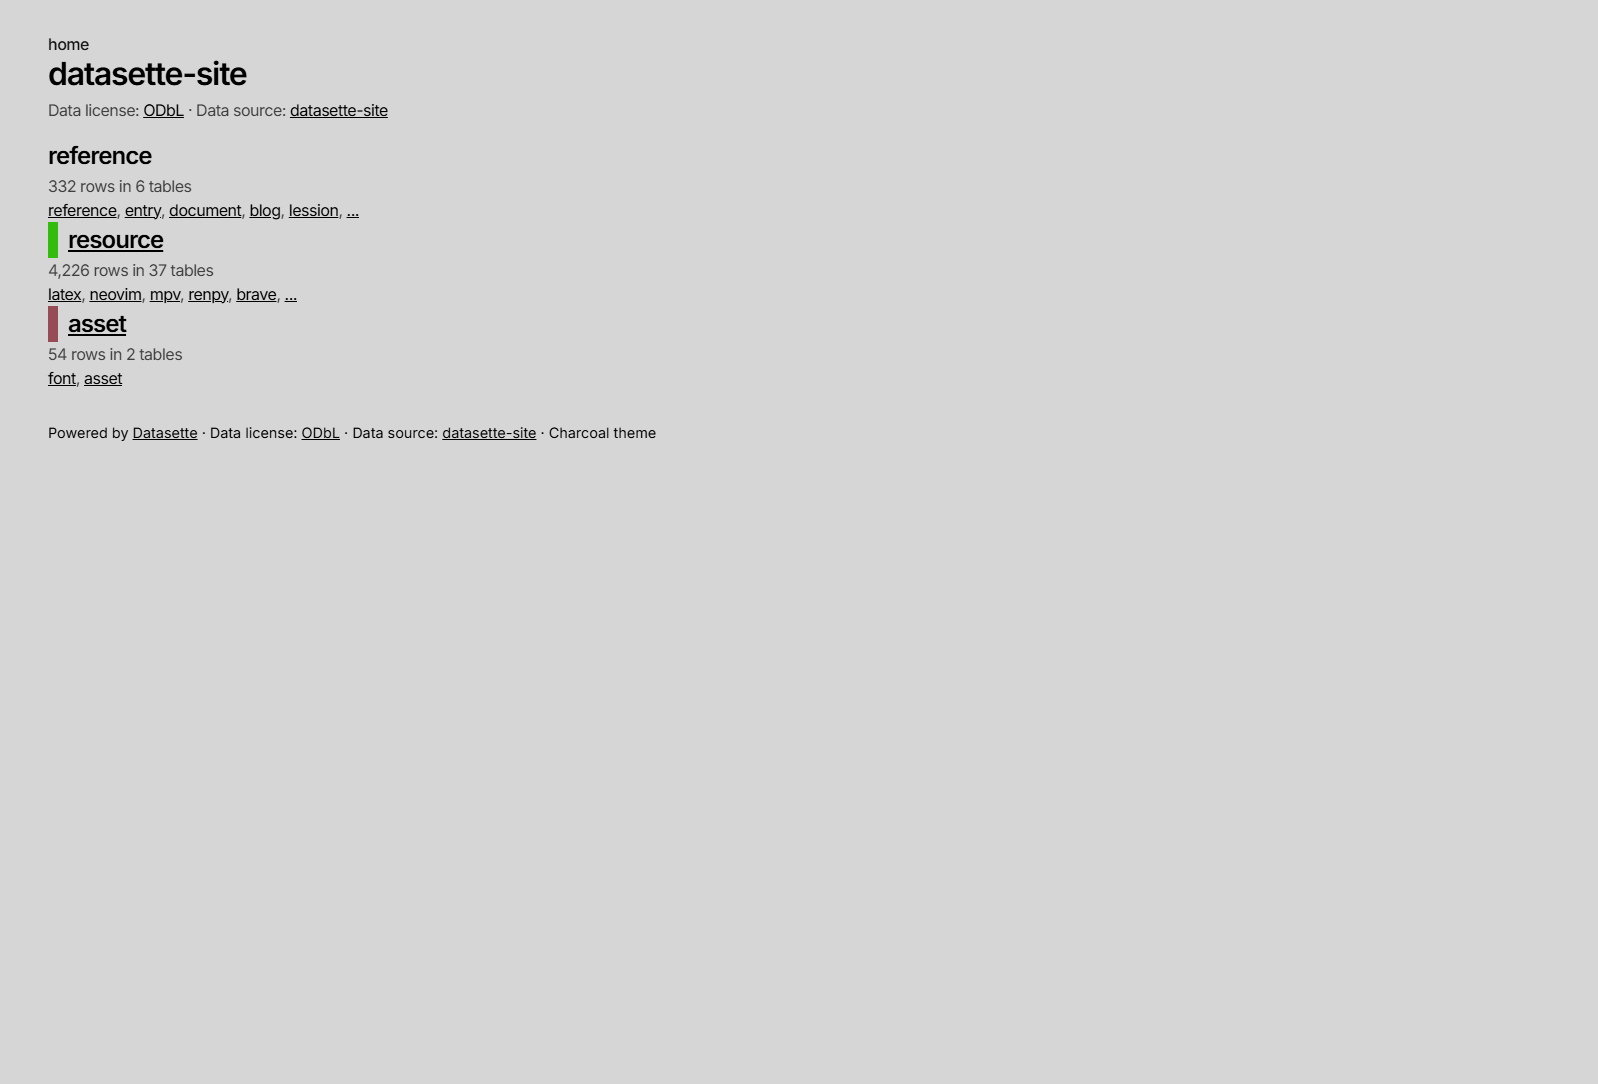 home
datasette-site
Data license: ODbL · Data source: datasette-site
reference
332 rows in 6 tables
reference, entry, document, blog, lession, ...
resource
4,226 rows in 37 tables
latex, neovim, mpv, renpy, brave, ...
asset
54 rows in 2 tables
font, asset
Powered by Datasette · Data license: ODbL · Data source: datasette-site · Charcoal theme